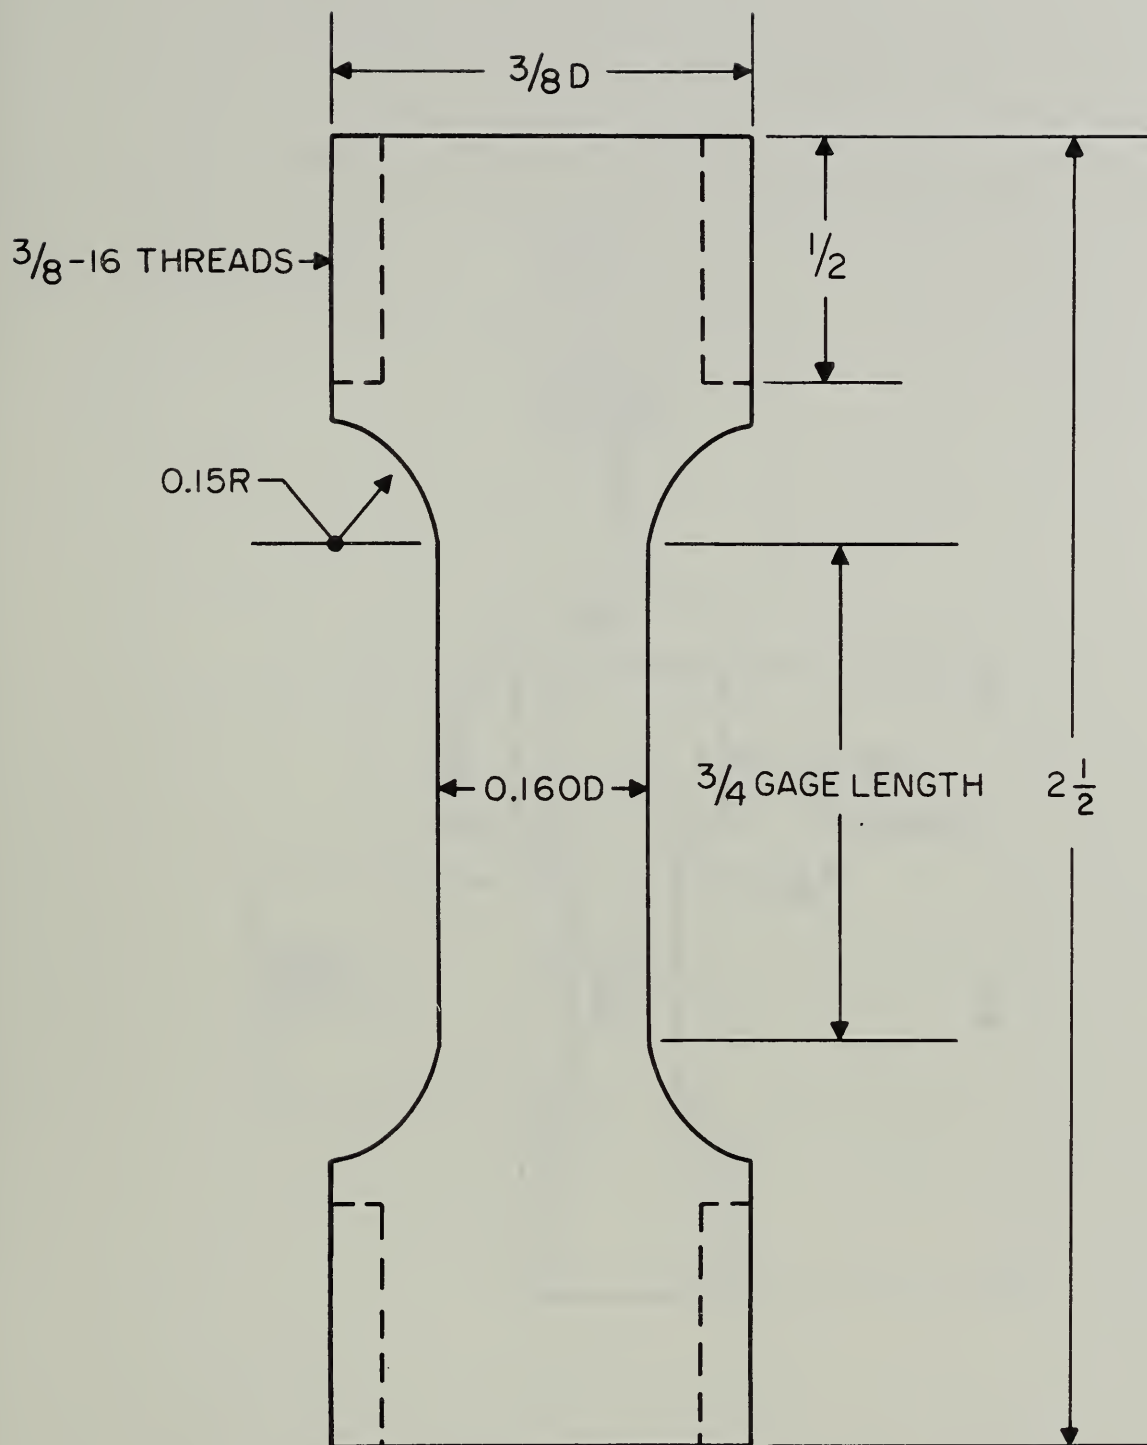 3/8 D
3/8-16 THREADS
1/2
0.15R
0.160D
3/4 GAGE LENGTH
2 1/2